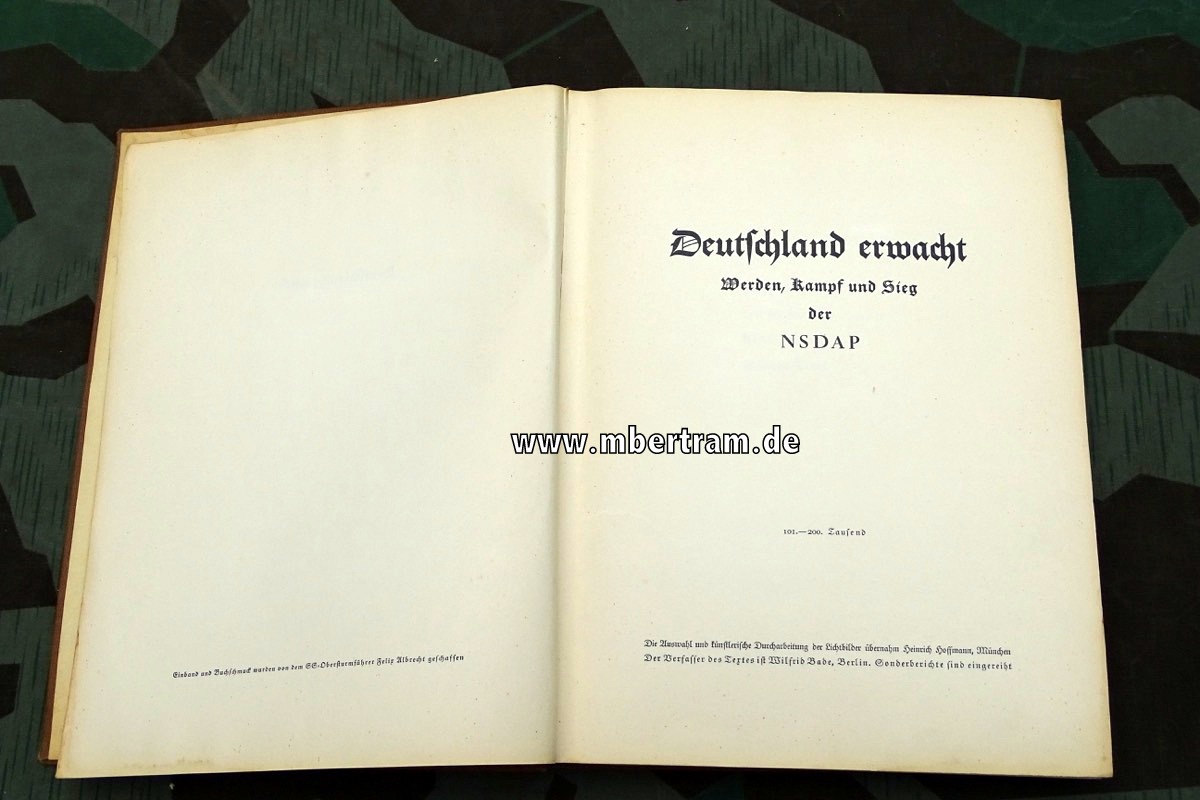 Einband und Buchschmuck wurden von dem SS-Obersturmführer Felix Albrecht geschaffen
Deutſchland erwacht
Werden, Kampf und Sieg
der
NSDAP
www.mbertram.de
101.—200. Tauſend
Die Auswahl und künſtleriſche Durcharbeitung der Lichtbilder übernahm Heinrich Hoffmann, München
Der Verfaſſer des Textes iſt Wilfrid Bade, Berlin. Sonderberichte ſind eingereiht